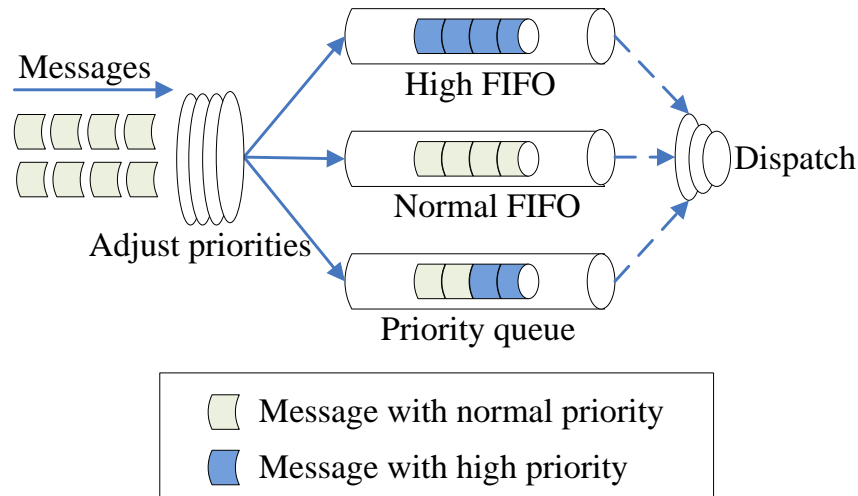 Messages
Adjust priorities
High FIFO
Normal FIFO
Priority queue
Dispatch
Message with normal priority
Message with high priority